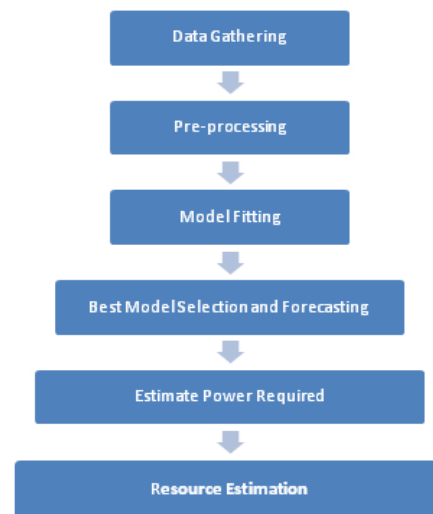 Data Gathering
Pre-processing
Model Fitting
Best Model Selection and Forecasting
Estimate Power Required
Resource Estimation